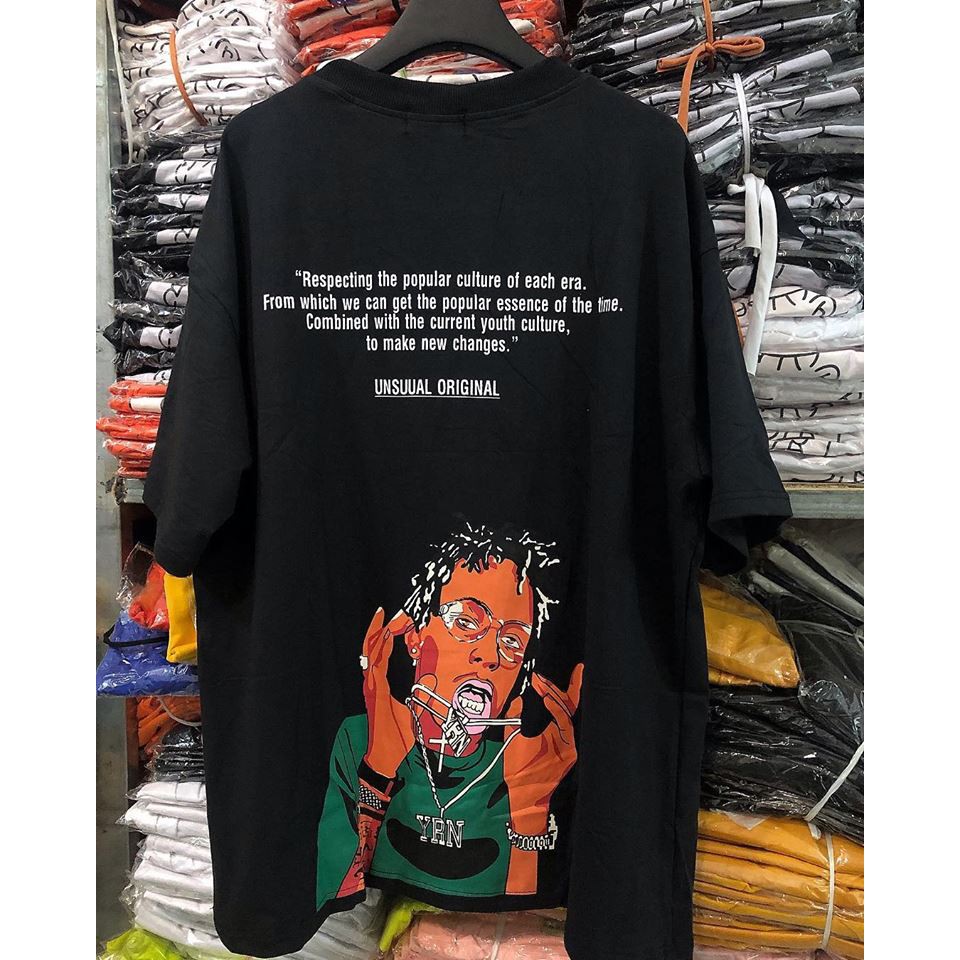 “Respecting the popular culture of each era.
From which we can get the popular essence of the time.
Combined with the current youth culture,
to make new changes.”
UNSUUAL ORIGINAL
YRN